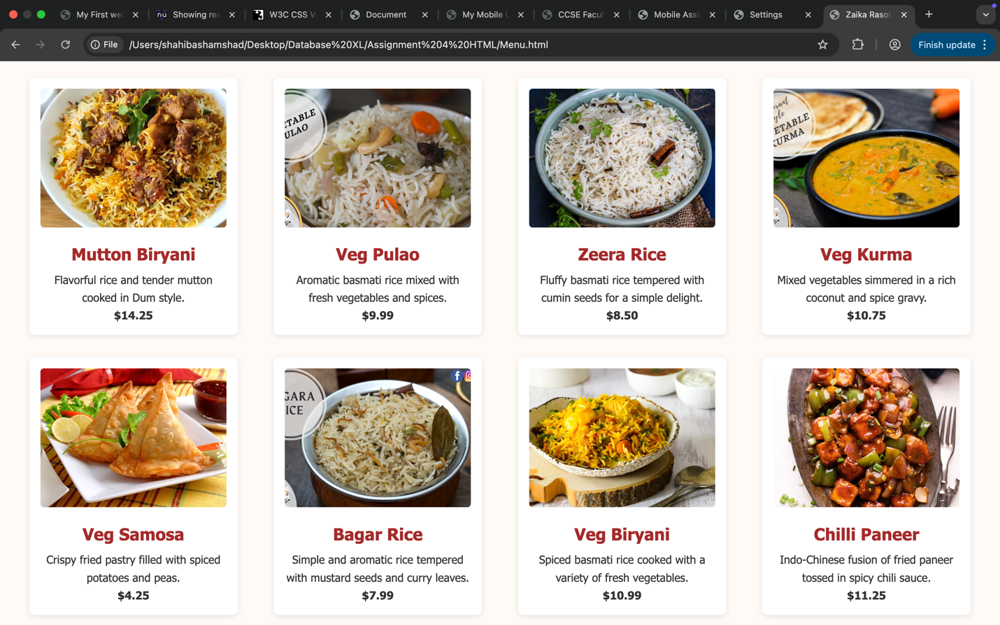 My First we
Showing res
W3C CSS V
Document
My Mobile U
CCSE Facul
Mobile Assi
Settings
Zaika Rasoi
File
/Users/shahibashamshad/Desktop/Database%20XL/Assignment%204%20HTML/Menu.html
Finish update
ETABLE
ULAO
urant
yle
ETABLE
KURMA
Mutton Biryani
Flavorful rice and tender mutton
cooked in Dum style.
$14.25
Veg Pulao
Aromatic basmati rice mixed with
fresh vegetables and spices.
$9.99
Zeera Rice
Fluffy basmati rice tempered with
cumin seeds for a simple delight.
$8.50
Veg Kurma
Mixed vegetables simmered in a rich
coconut and spice gravy.
$10.75
GARA
ICE
Veg Samosa
Crispy fried pastry filled with spiced
potatoes and peas.
$4.25
Bagar Rice
Simple and aromatic rice tempered
with mustard seeds and curry leaves.
$7.99
Veg Biryani
Spiced basmati rice cooked with a
variety of fresh vegetables.
$10.99
Chilli Paneer
Indo-Chinese fusion of fried paneer
tossed in spicy chili sauce.
$11.25